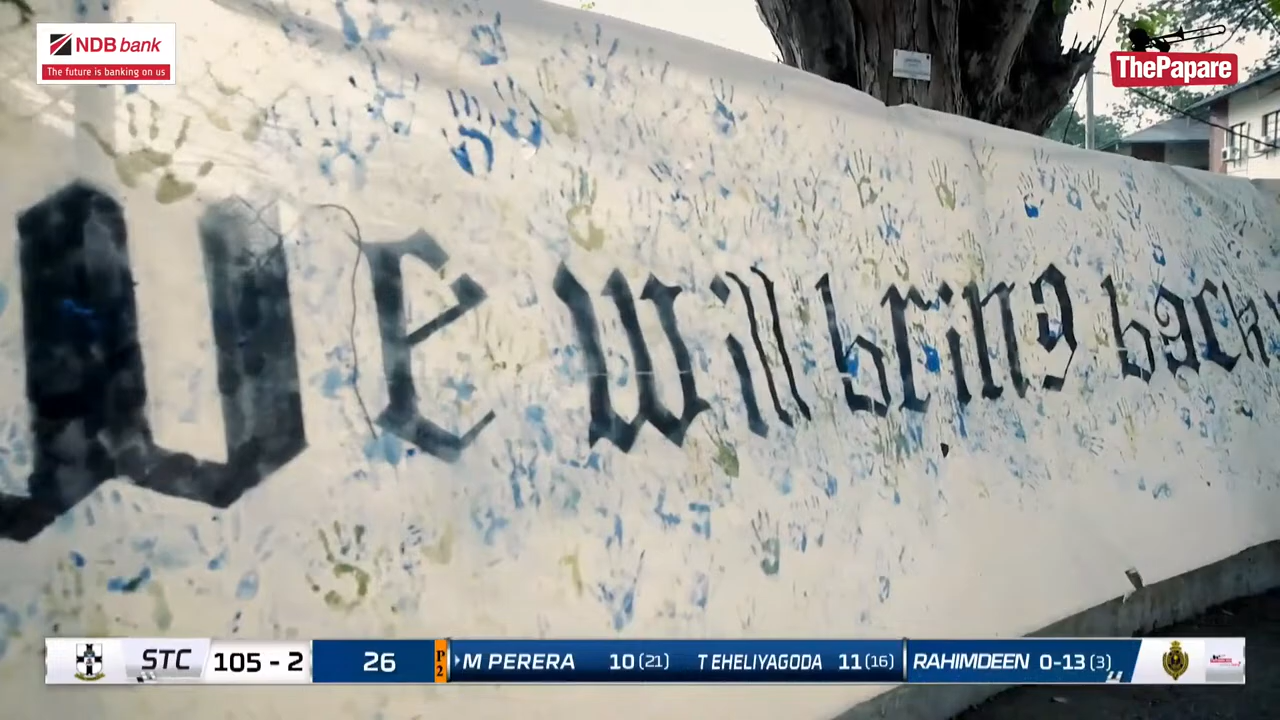 NDB bank
The future is banking on us
ThePapare
We will bring back
STC 105 - 2 26 P2 M PERERA 10 (21) T EHELIYAGODA 11 (16) RAHIMDEEN 0-13 (3)